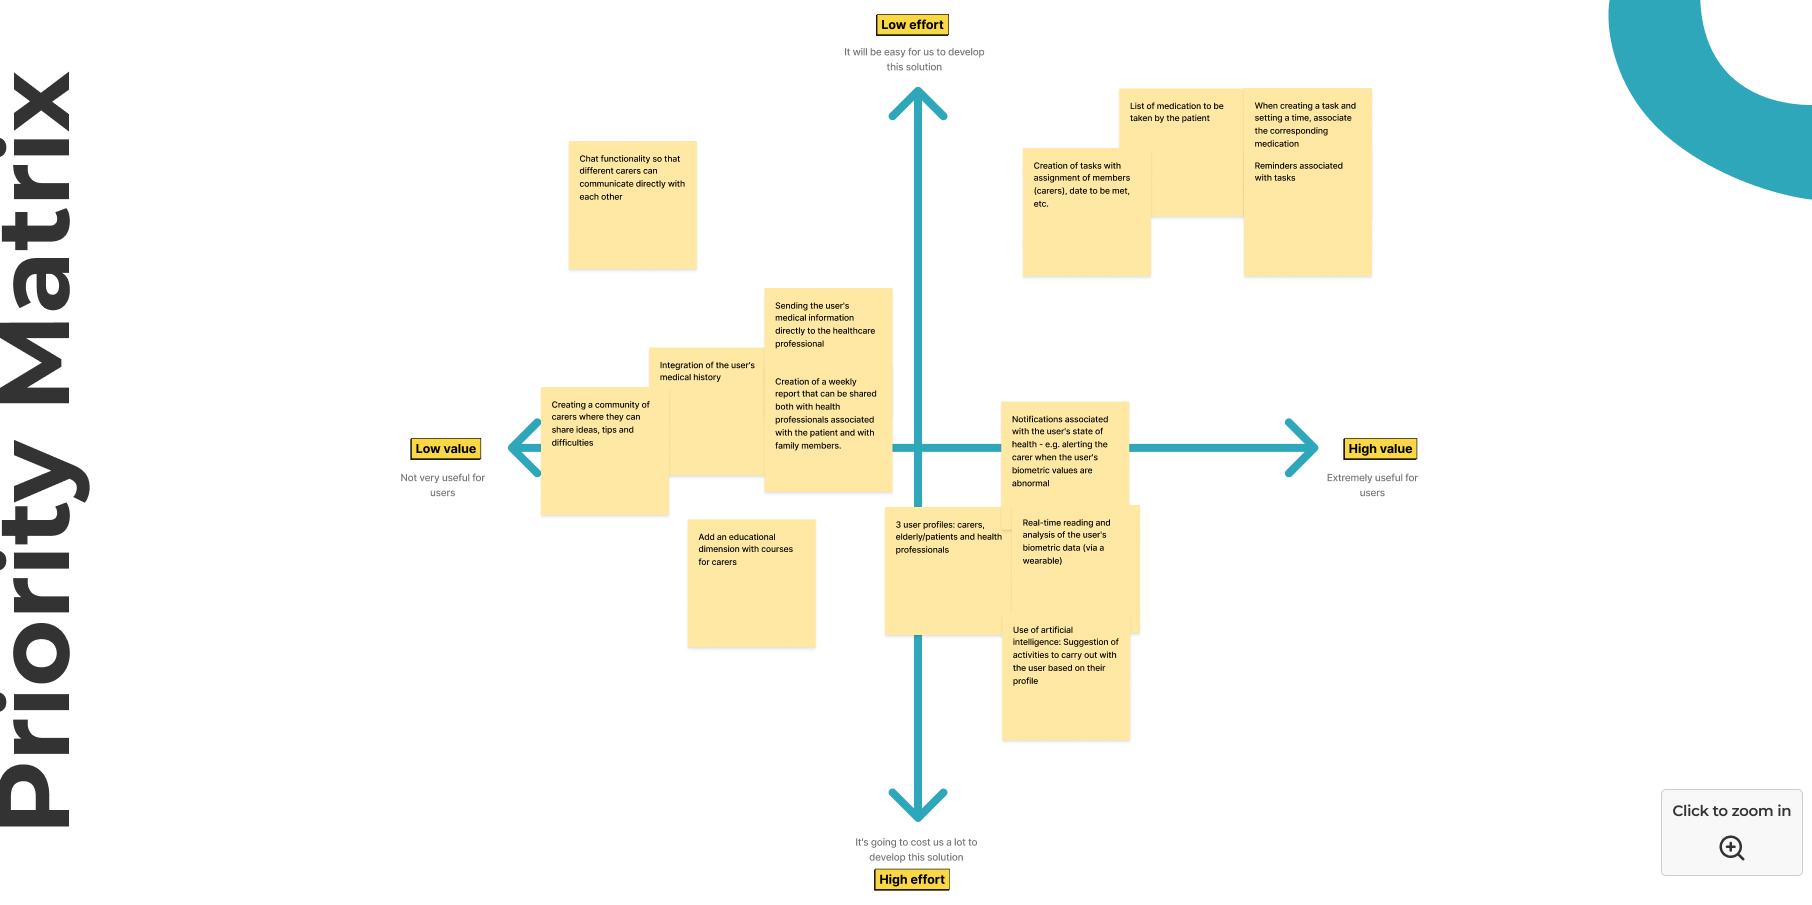 Priority Matrix
Low effort
It will be easy for us to develop
this solution
Chat functionality so that
different carers can
communicate directly with
each other
List of medication to be
taken by the patient
When creating a task and
setting a time, associate
the corresponding
medication
Creation of tasks with
assignment of members
(carers), date to be met,
etc.
Reminders associated
with tasks
Sending the user's
medical information
directly to the healthcare
professional
Integration of the user's
medical history
Creation of a weekly
report that can be shared
both with health
professionals associated
with the patient and with
family members.
Creating a community of
carers where they can
share ideas, tips and
difficulties
Low value
Not very useful for
users
Notifications associated
with the user's state of
health - e.g. alerting the
carer when the user's
biometric values are
abnormal
High value
Extremely useful for
users
Add an educational
dimension with courses
for carers
3 user profiles: carers,
elderly/patients and health
professionals
Real-time reading and
analysis of the user's
biometric data (via a
wearable)
Use of artificial
intelligence: Suggestion of
activities to carry out with
the user based on their
profile
It's going to cost us a lot to
develop this solution
High effort
Click to zoom in